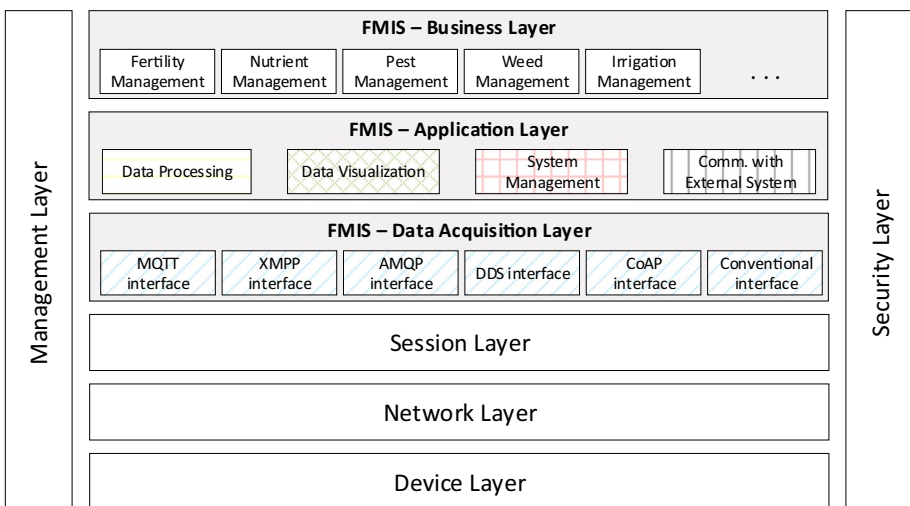 Management Layer
FMIS – Business Layer
Fertility
Management
Nutrient
Management
Pest
Management
Weed
Management
Irrigation
Management
. . .
FMIS – Application Layer
Data Processing
Data Visualization
System
Management
Comm. with
External System
FMIS – Data Acquisition Layer
MQTT
interface
XMPP
interface
AMQP
interface
DDS interface
CoAP
interface
Conventional
interface
Session Layer
Network Layer
Device Layer
Security Layer